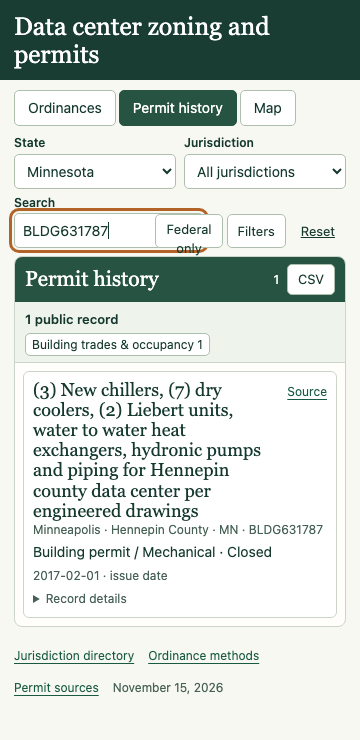 Data center zoning and
permits
Ordinances
Permit history
Map
State
Jurisdiction
Minnesota
All jurisdictions
Search
BLDG631787
Federal
only
Filters
Reset
Permit history
1
CSV
1 public record
Building trades & occupancy 1
(3) New chillers, (7) dry
coolers, (2) Liebert units,
water to water heat
exchangers, hydronic pumps
and piping for Hennepin
county data center per
engineered drawings
Source
Minneapolis · Hennepin County · MN · BLDG631787
Building permit / Mechanical · Closed
2017-02-01 · issue date
Record details
Jurisdiction directory
Ordinance methods
Permit sources
November 15, 2026